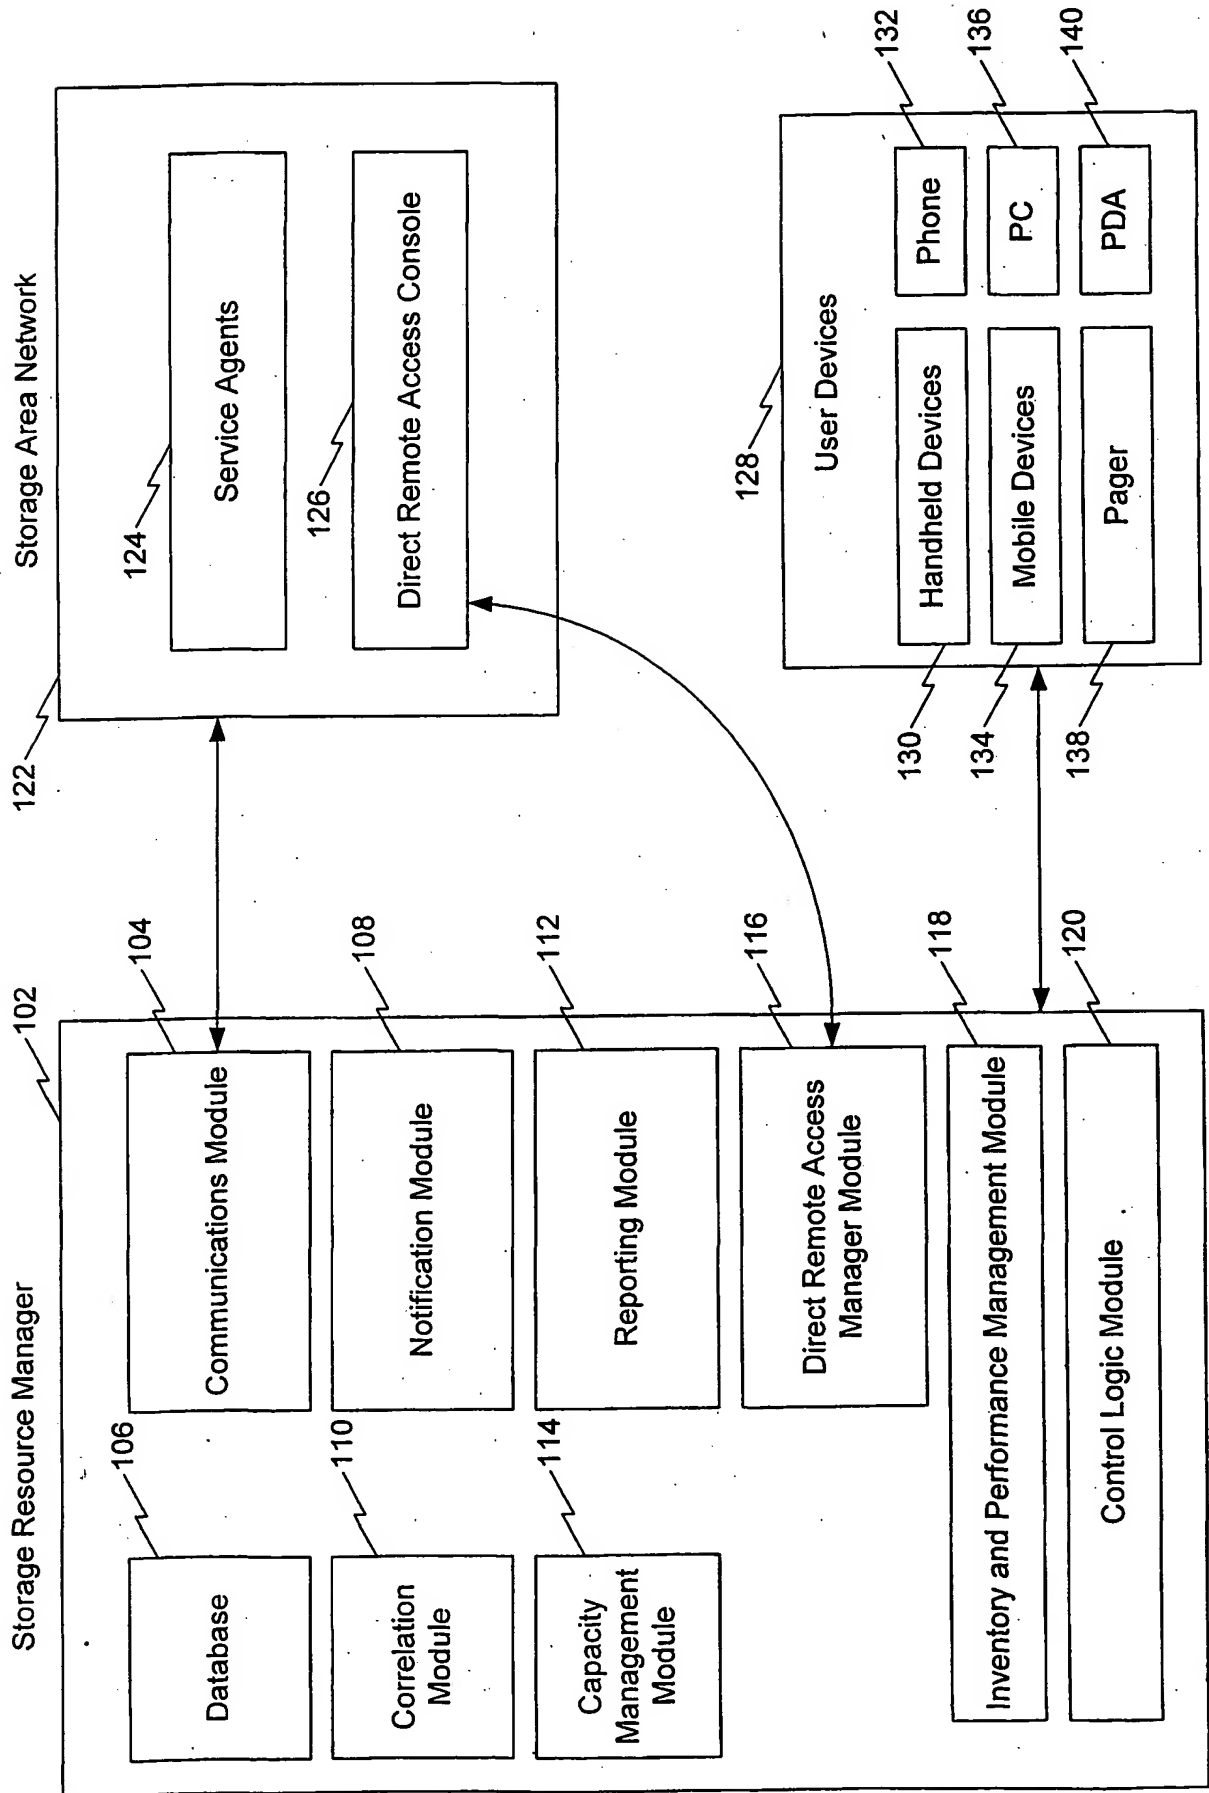 Storage Resource Manager
102
106
Database
104
Communications Module
110
Correlation
Module
108
Notification Module
114
Capacity
Management
Module
112
Reporting Module
116
Direct Remote Access
Manager Module
118
Inventory and Performance Management Module
120
Control Logic Module
Storage Area Network
122
124
Service Agents
126
Direct Remote Access Console
128
User Devices
130
Handheld Devices
132
Phone
134
Mobile Devices
136
PC
138
Pager
140
PDA